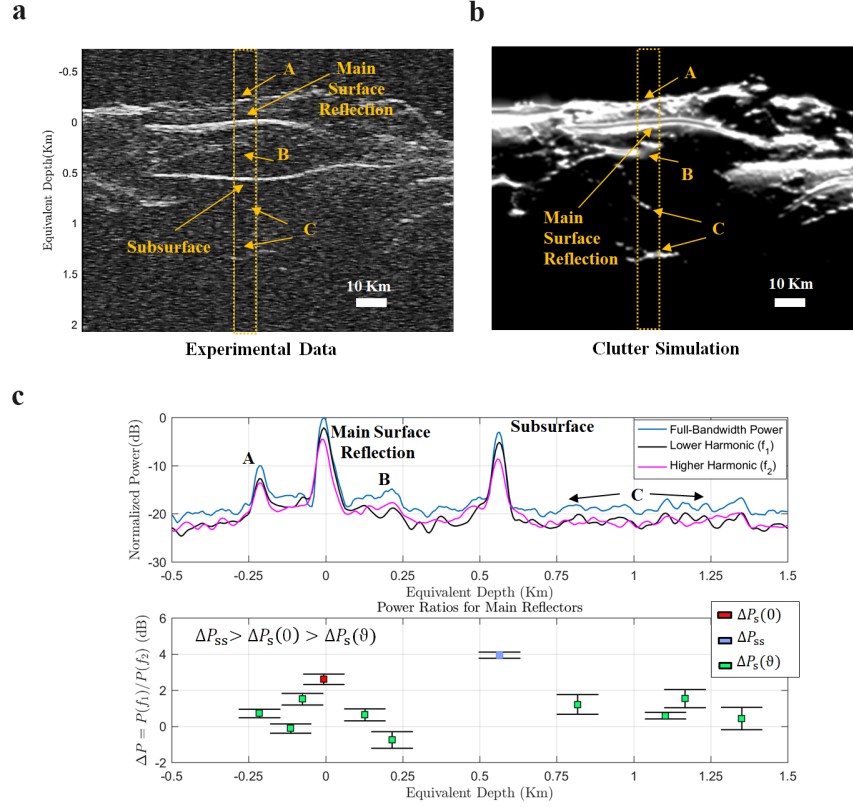 a
b
-0.5
0
0.5
1
1.5
2
Equivalent Depth(Km)
A
Main
Surface
Reflection
B
C
Subsurface
10 Km
Experimental Data
A
B
Main
Surface
Reflection
C
10 Km
Clutter Simulation
c
Normalized Power(dB)
0
-10
-20
-30
A
Main Surface
Reflection
B
Subsurface
C
Full-Bandwidth Power
Lower Harmonic (f₁)
Higher Harmonic (f₂)
-0.5
-0.25
0
0.25
0.5
0.75
1
1.25
1.5
Equivalent Depth (Km)
Power Ratios for Main Reflectors
ΔP = P(f₁)/P(f₂) (dB)
6
4
2
0
-2
ΔPss > ΔPs(0) > ΔPs(ϑ)
ΔPs(0)
ΔPss
ΔPs(ϑ)
-0.5
-0.25
0
0.25
0.5
0.75
1
1.25
1.5
Equivalent Depth (Km)